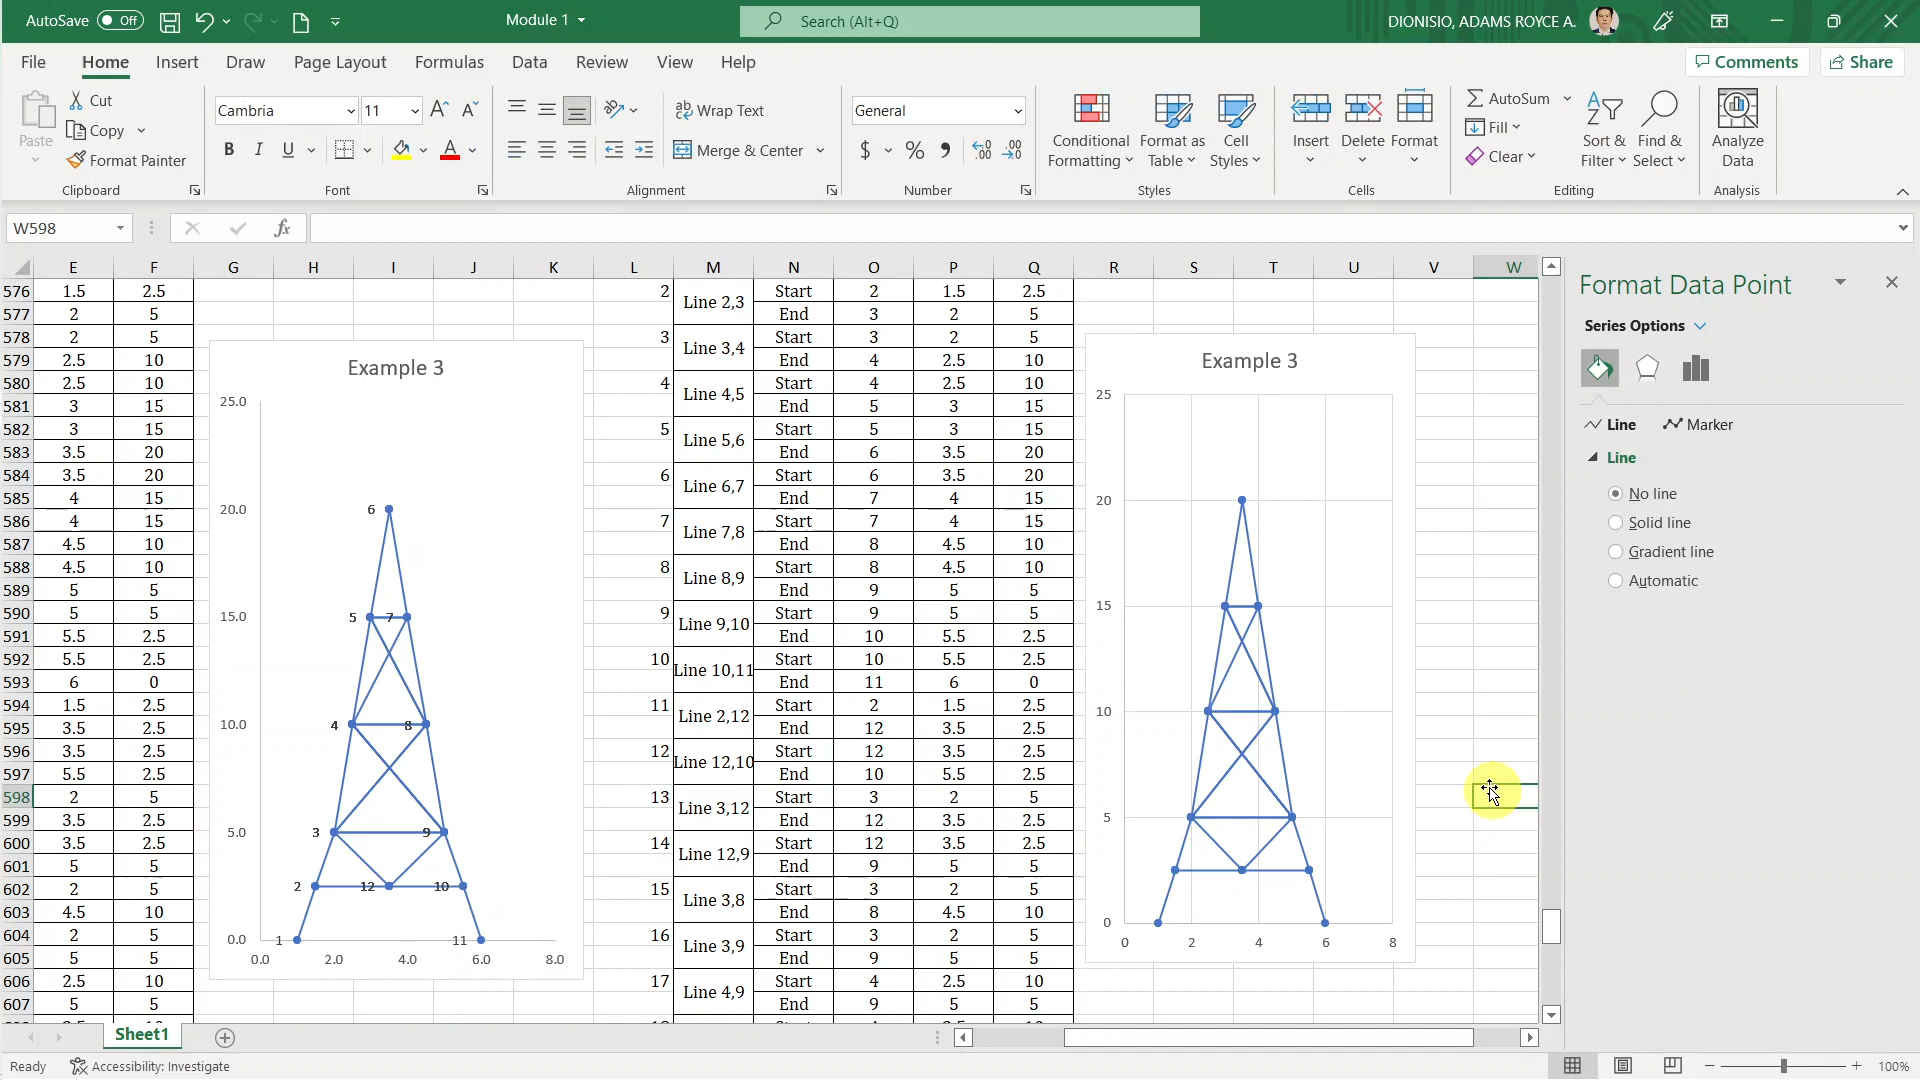 AutoSave Off Module 1 Search (Alt+Q) DIONISIO, ADAMS ROYCE A.
File Home Insert Draw Page Layout Formulas Data Review View Help Comments Share
Paste Cut Copy Format Painter Clipboard
Cambria 11 B I U A Font
ab Wrap Text Merge & Center Alignment
General $ % Number
Conditional Formatting Format as Table Cell Styles Styles
Insert Delete Format Cells
AutoSum Fill Clear Sort & Filter Find & Select Editing
Analyze Data Analysis
W598 fx
E F G H I J K L M N O P Q R S T U V W
576 1.5 2.5 2 Line 2,3 Start 2 1.5 2.5
577 2 5 End 3 2 5
578 2 5 3 Line 3,4 Start 3 2 5
579 2.5 10 End 4 2.5 10
580 2.5 10 4 Line 4,5 Start 4 2.5 10
581 3 15 End 5 3 15
582 3 15 5 Line 5,6 Start 5 3 15
583 3.5 20 End 6 3.5 20
584 3.5 20 6 Line 6,7 Start 6 3.5 20
585 4 15 End 7 4 15
586 4 15 7 Line 7,8 Start 7 4 15
587 4.5 10 End 8 4.5 10
588 4.5 10 8 Line 8,9 Start 8 4.5 10
589 5 5 End 9 5 5
590 5 5 9 Line 9,10 Start 9 5 5
591 5.5 2.5 End 10 5.5 2.5
592 5.5 2.5 10 Line 10,11 Start 10 5.5 2.5
593 6 0 End 11 6 0
594 1.5 2.5 11 Line 2,12 Start 2 1.5 2.5
595 3.5 2.5 End 12 3.5 2.5
596 3.5 2.5 12 Line 12,10 Start 12 3.5 2.5
597 5.5 2.5 End 10 5.5 2.5
598 2 5 13 Line 3,12 Start 3 2 5
599 3.5 2.5 End 12 3.5 2.5
600 3.5 2.5 14 Line 12,9 Start 12 3.5 2.5
601 5 5 End 9 5 5
602 2 5 15 Line 3,8 Start 3 2 5
603 4.5 10 End 8 4.5 10
604 2 5 16 Line 3,9 Start 3 2 5
605 5 5 End 9 5 5
606 2.5 10 17 Line 4,9 Start 4 2.5 10
607 5 5 End 9 5 5
Example 3
25.0
20.0 6
15.0 5 7
10.0 4 8
5.0 3 9
2 12 10
0.0 1 11
0.0 2.0 4.0 6.0 8.0
Example 3
25
20
15
10
5
0
0 2 4 6 8
Format Data Point
Series Options
Line Marker
Line
No line
Solid line
Gradient line
Automatic
Sheet1
Ready Accessibility: Investigate 100%